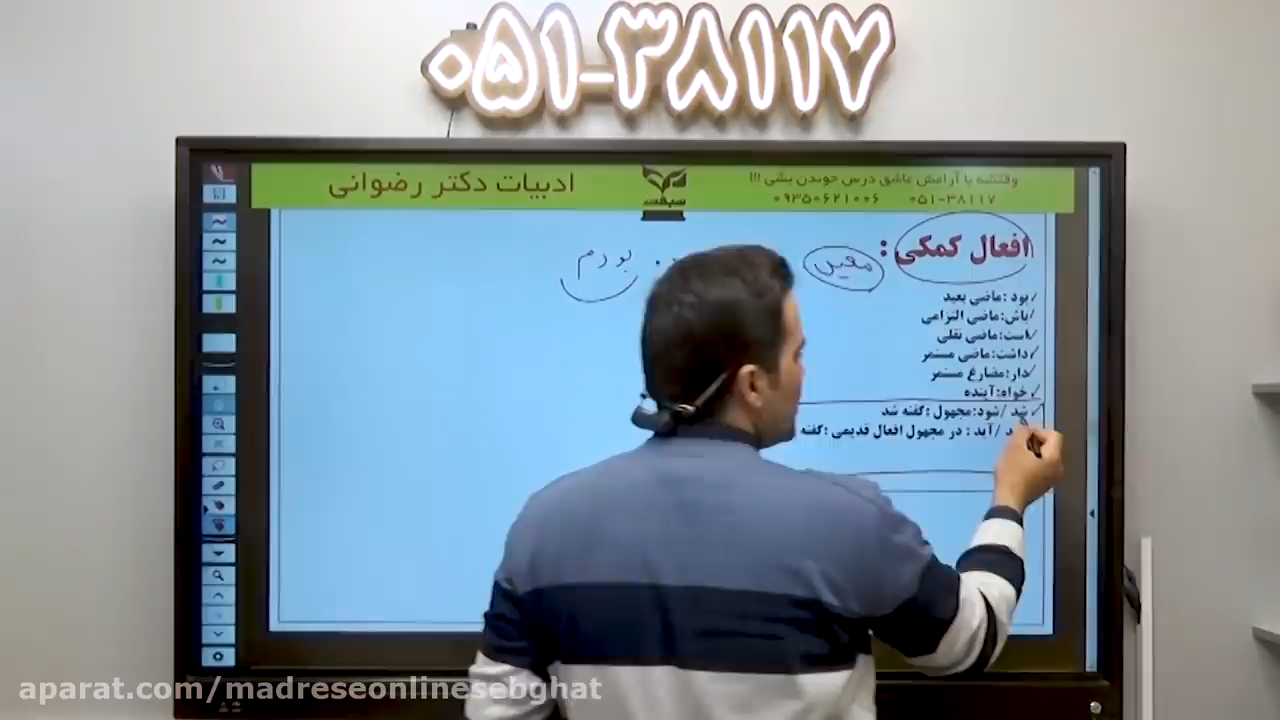 ۰۵۱-۳۸۱۱۷
وقتشه با آرامش عاشق درس خوندن بشی !!!
۰۵۱-۳۸۱۱۷ ۰۹۳۵۰۶۲۱۰۰۶
سبقت
ادبیات دکتر رضوانی
افعال کمکی :
معین
بودم
بود :ماضی بعید
باش:ماضی التزامی
است:ماضی نقلی
داشت:ماضی مستمر
دار:مضارع مستمر
خواه:آینده
شد /شود:مجهول :گفته شد
/آید : در مجهول افعال قدیمی :گفته
aparat.com/madreseonlinesebghat